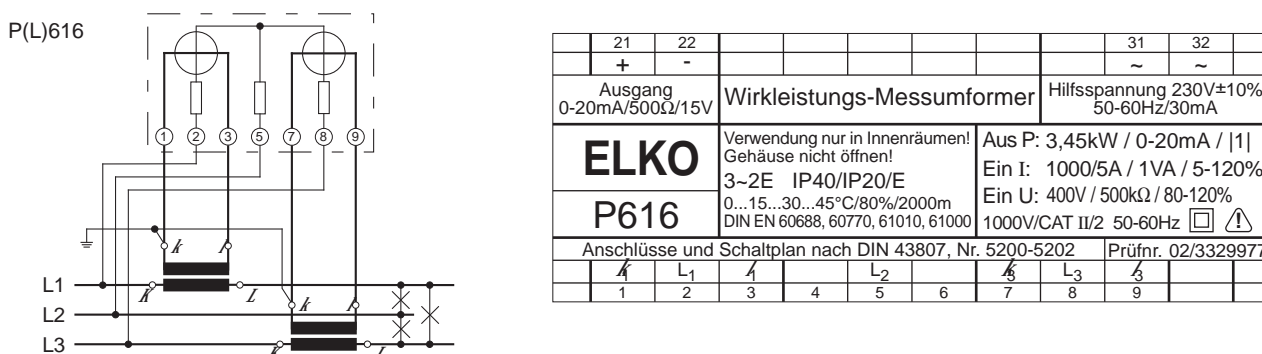 P(L)616
1 2 3 5 7 8 9
k l
L1 K L
k l
L2
L3 K L
21 22 31 32
+ - ~ ~
Ausgang
0-20mA/500Ω/15V
Wirkleistungs-Messumformer
Hilfsspannung 230V±10%
50-60Hz/30mA
ELKO
P616
Verwendung nur in Innenräumen!
Gehäuse nicht öffnen!
3~2E IP40/IP20/E
0...15...30...45°C/80%/2000m
DIN EN 60688, 60770, 61010, 61000
Aus P: 3,45kW / 0-20mA / |1|
Ein I: 1000/5A / 1VA / 5-120%
Ein U: 400V / 500kΩ / 80-120%
1000V/CAT II/2 50-60Hz
Anschlüsse und Schaltplan nach DIN 43807, Nr. 5200-5202
Prüfnr. 02/3329977
k1 L1 l1 L2 k3 L3 l3
1 2 3 4 5 6 7 8 9